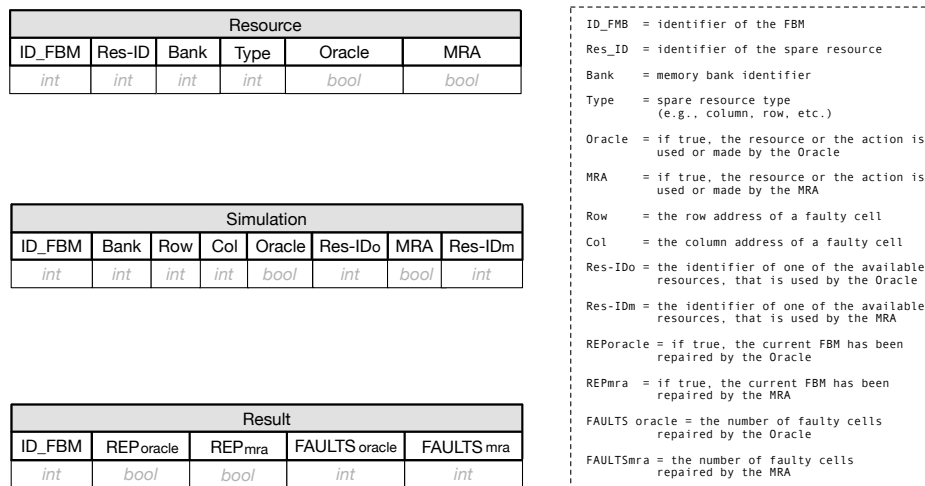 Resource
ID_FBM Res-ID Bank Type Oracle MRA
int int int int bool bool
Simulation
ID_FBM Bank Row Col Oracle Res-IDo MRA Res-IDm
int int int int bool int bool int
Result
ID_FBM REPoracle REPmra FAULTS oracle FAULTS mra
int bool bool int int
ID_FMB = identifier of the FBM
Res_ID = identifier of the spare resource
Bank = memory bank identifier
Type = spare resource type
(e.g., column, row, etc.)
Oracle = if true, the resource or the action is
used or made by the Oracle
MRA = if true, the resource or the action is
used or made by the MRA
Row = the row address of a faulty cell
Col = the column address of a faulty cell
Res-IDo = the identifier of one of the available
resources, that is used by the Oracle
Res-IDm = the identifier of one of the available
resources, that is used by the MRA
REPoracle = if true, the current FBM has been
repaired by the Oracle
REPmra = if true, the current FBM has been
repaired by the MRA
FAULTS oracle = the number of faulty cells
repaired by the Oracle
FAULTSmra = the number of faulty cells
repaired by the MRA